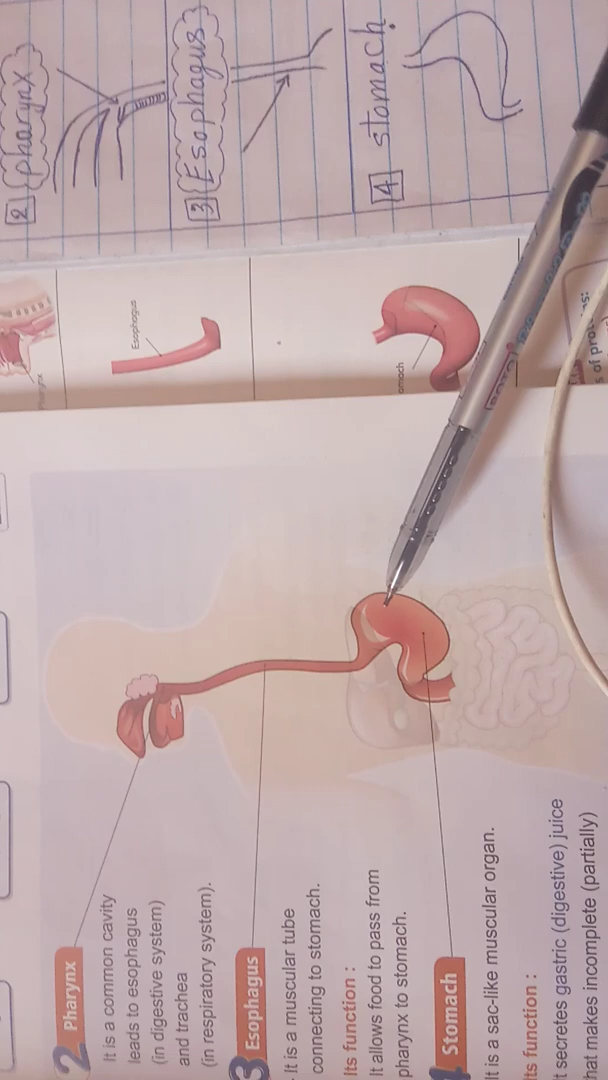 2 pharynx
3 Esophagus
4 stomach
Esophagus
omach
2 Pharynx
It is a common cavity
leads to esophagus
(in digestive system)
and trachea
(in respiratory system).
3 Esophagus
- It is a muscular tube
connecting to stomach.
Its function :
It allows food to pass from
pharynx to stomach.
Stomach
It is a sac-like muscular organ.
Its function :
t secretes gastric (digestive) juice
hat makes incomplete (partially)